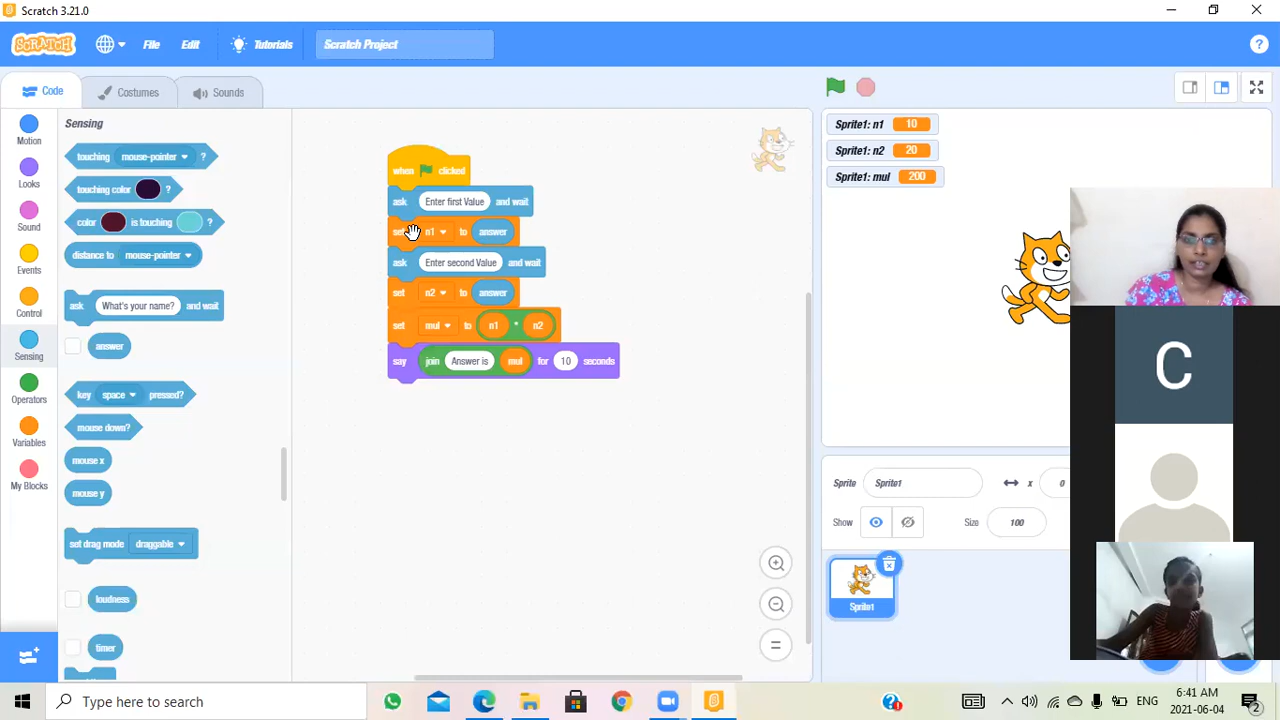 Scratch 3.21.0
SCRATCH File Edit Tutorials Scratch Project ?
Code Costumes Sounds
Motion
Looks
Sound
Events
Control
Sensing
Operators
Variables
My Blocks
Sensing
touching mouse-pointer ?
touching color ?
color is touching ?
distance to mouse-pointer
ask What's your name? and wait
answer
key space pressed?
mouse down?
mouse x
mouse y
set drag mode draggable
loudness
timer
when clicked
ask Enter first Value and wait
set n1 to answer
ask Enter second Value and wait
set n2 to answer
set mul to n1 * n2
say join Answer is mul for 10 seconds
Sprite1: n1 10
Sprite1: n2 20
Sprite1: mul 200
C
Sprite Sprite1 x 0
Show Size 100
Sprite1
Type here to search
ENG
6:41 AM
2021-06-04
2